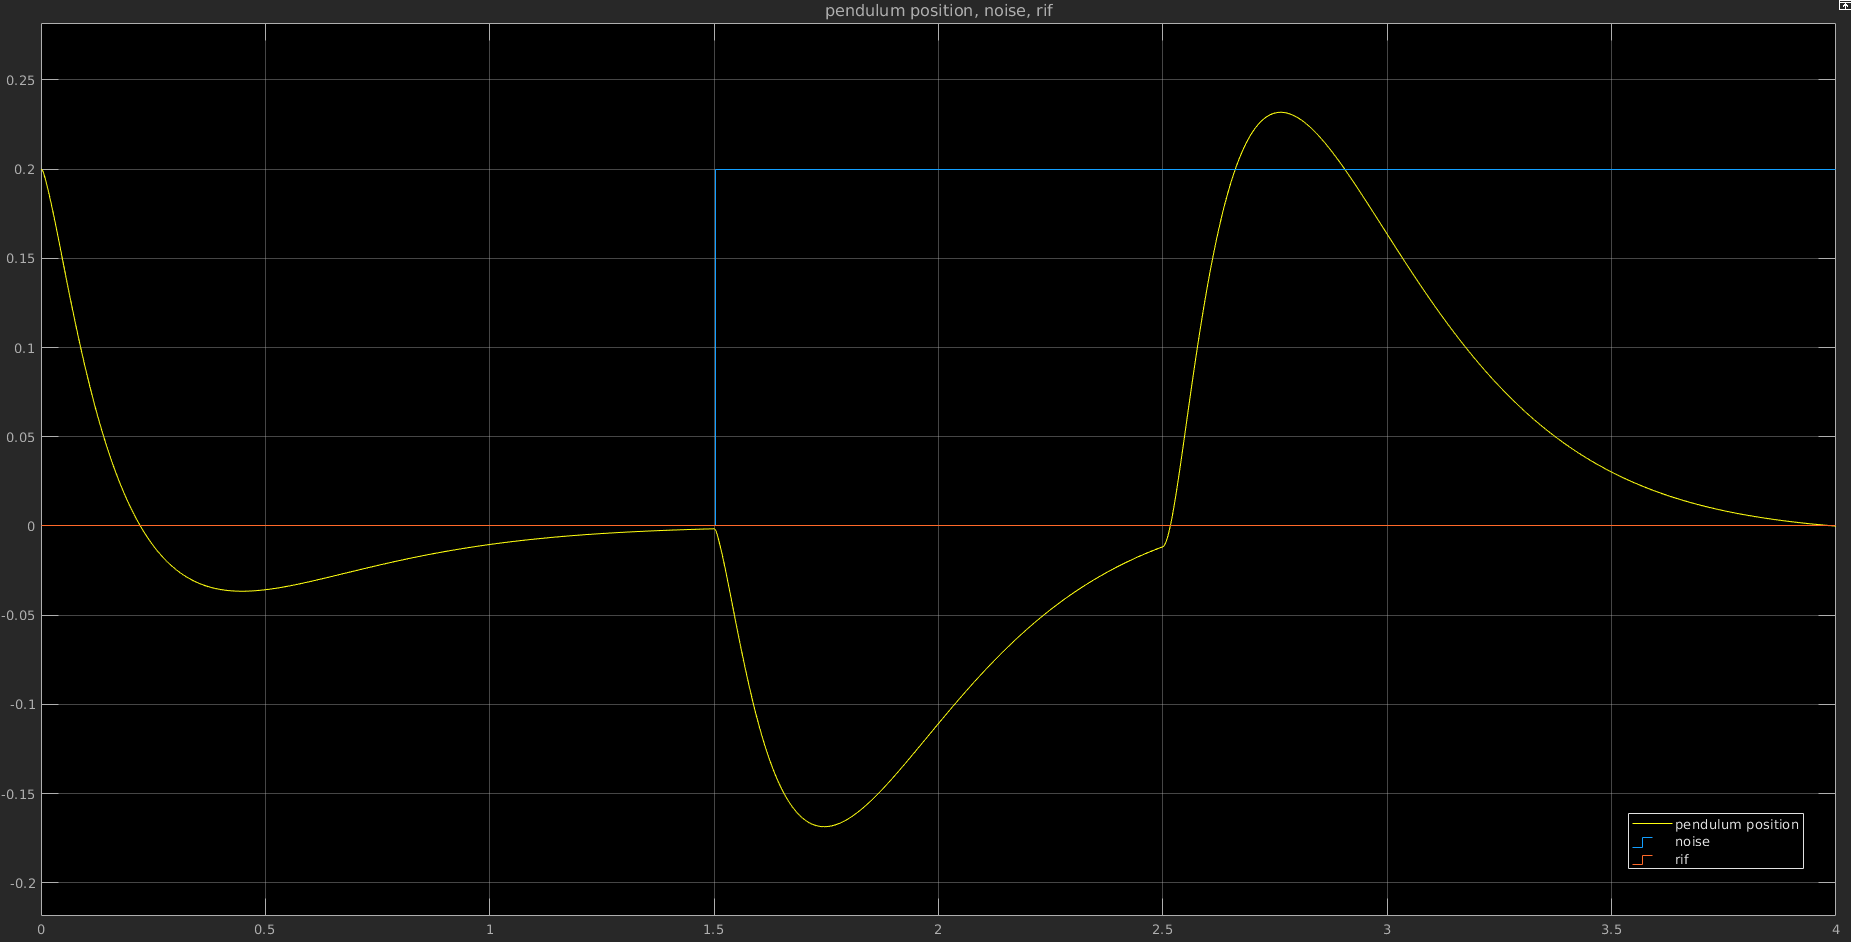 pendulum position, noise, rif
0.25
0.2
0.15
0.1
0.05
0
-0.05
-0.1
-0.15
-0.2
0 0.5 1 1.5 2 2.5 3 3.5 4
pendulum position
noise
rif